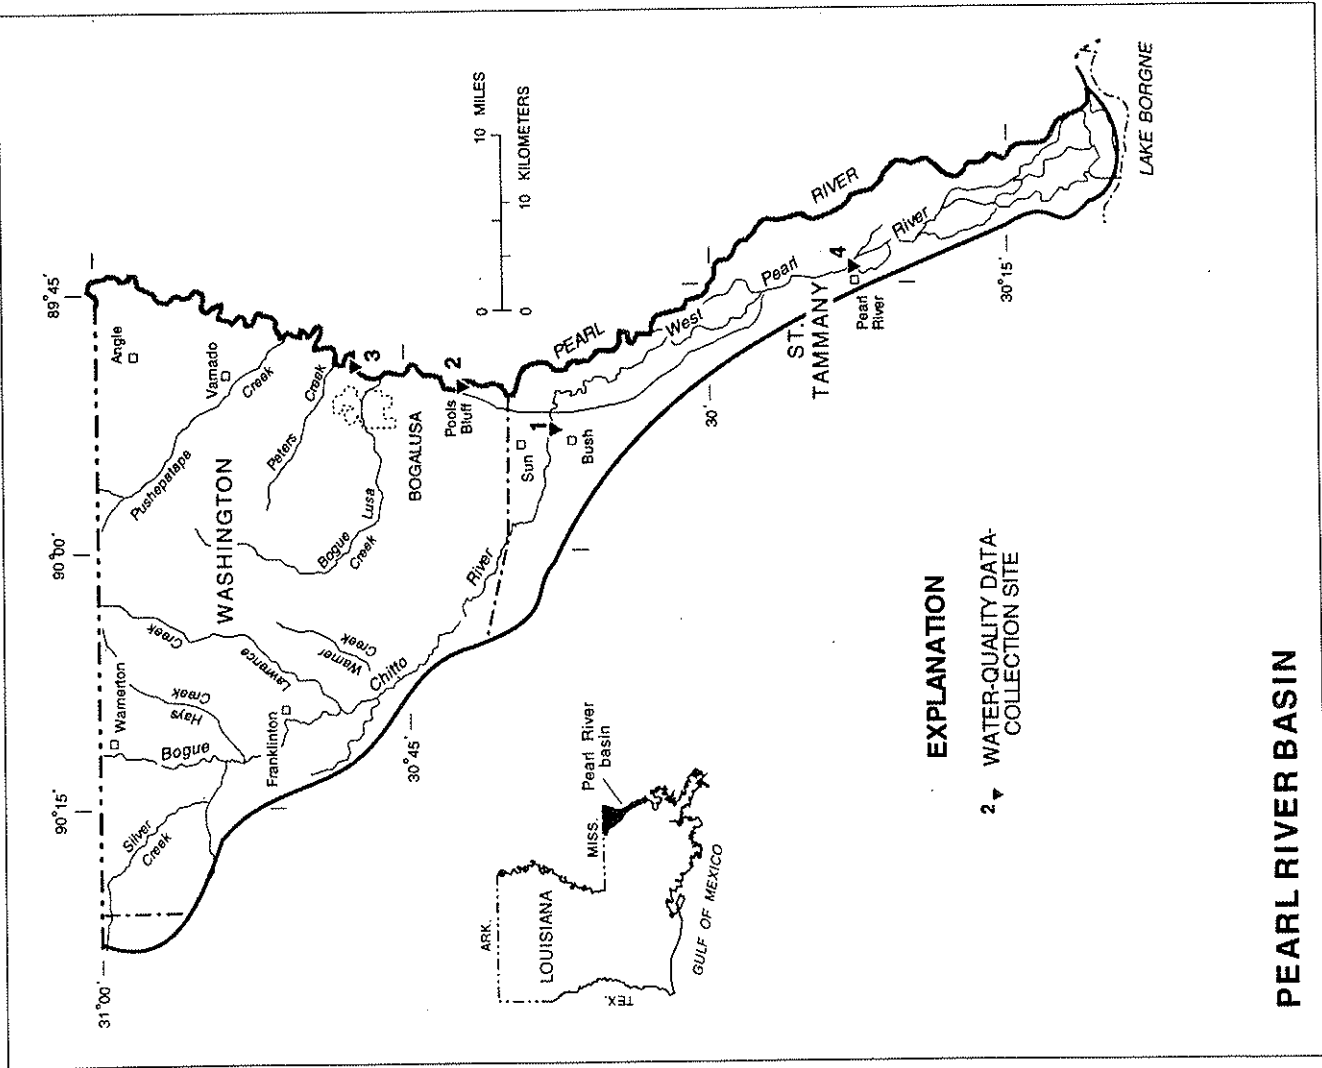 31°00'
90°15'
90°00'
89°45'
Silver
Creek
Warnerton
Bogue
Hays
Creek
Lawrence
Creek
Franklinton
Warner
Creek
Chitto
River
WASHINGTON
Pushepatape
Creek
Angle
Varnado
Peters
Creek
Bogue
Lusa
Creek
BOGALUSA
3
2
Pools
Bluff
Sun
1
Bush
30°45'
PEARL
RIVER
West
Pearl
River
ST.
TAMMANY
4
Pearl
River
30'
30°15'
LAKE BORGNE
0
10 MILES
0
10 KILOMETERS
ARK.
LOUISIANA
MISS.
TEX.
GULF OF MEXICO
Pearl River
basin
EXPLANATION
2 WATER-QUALITY DATA-
COLLECTION SITE
PEARL RIVER BASIN